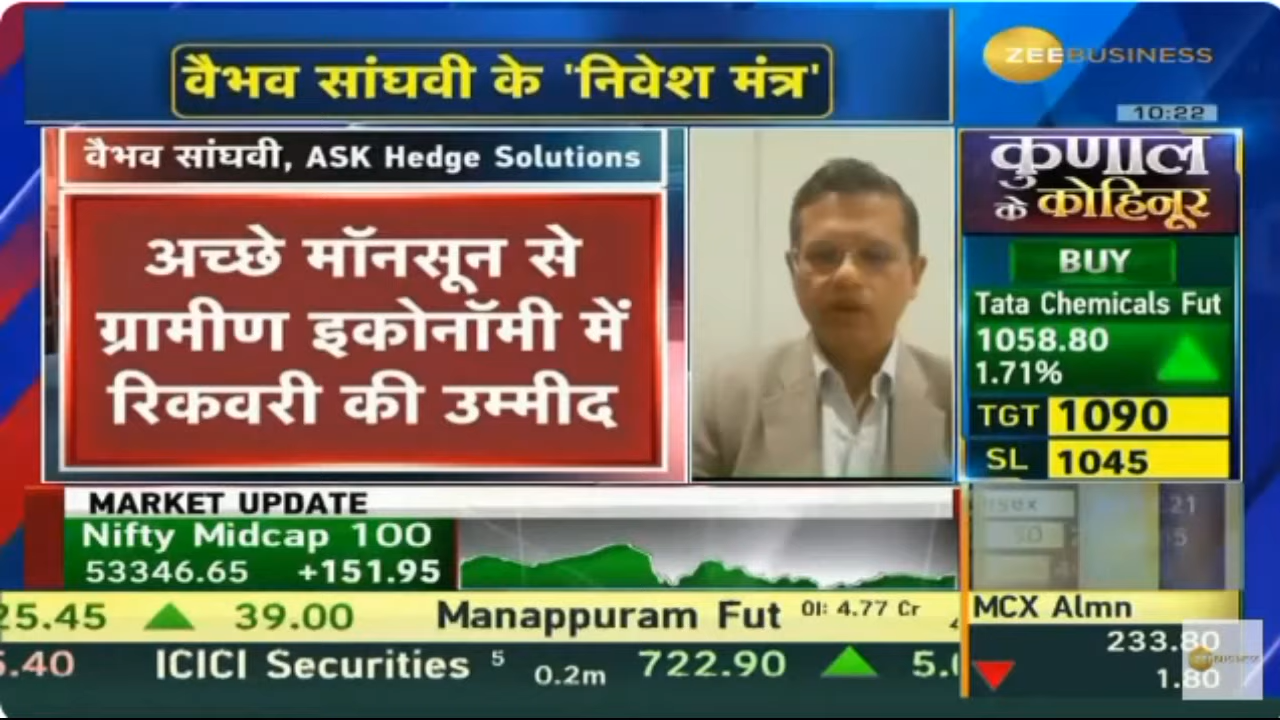 वैभव सांघवी के 'निवेश मंत्र'
ZEEBUSINESS
10:22
वैभव सांघवी, ASK Hedge Solutions
अच्छे मॉनसून से
ग्रामीण इकोनॉमी में
रिकवरी की उम्मीद
कुणाल
के कोहिनूर
BUY
Tata Chemicals Fut
1058.80
1.71%
TGT 1090
SL 1045
MARKET UPDATE
Nifty Midcap 100
53346.65 +151.95
25.45 39.00 Manappuram Fut OI: 4.77 Cr
5.40 ICICI Securities 5 0.2m 722.90
MCX Almn
233.80
1.80